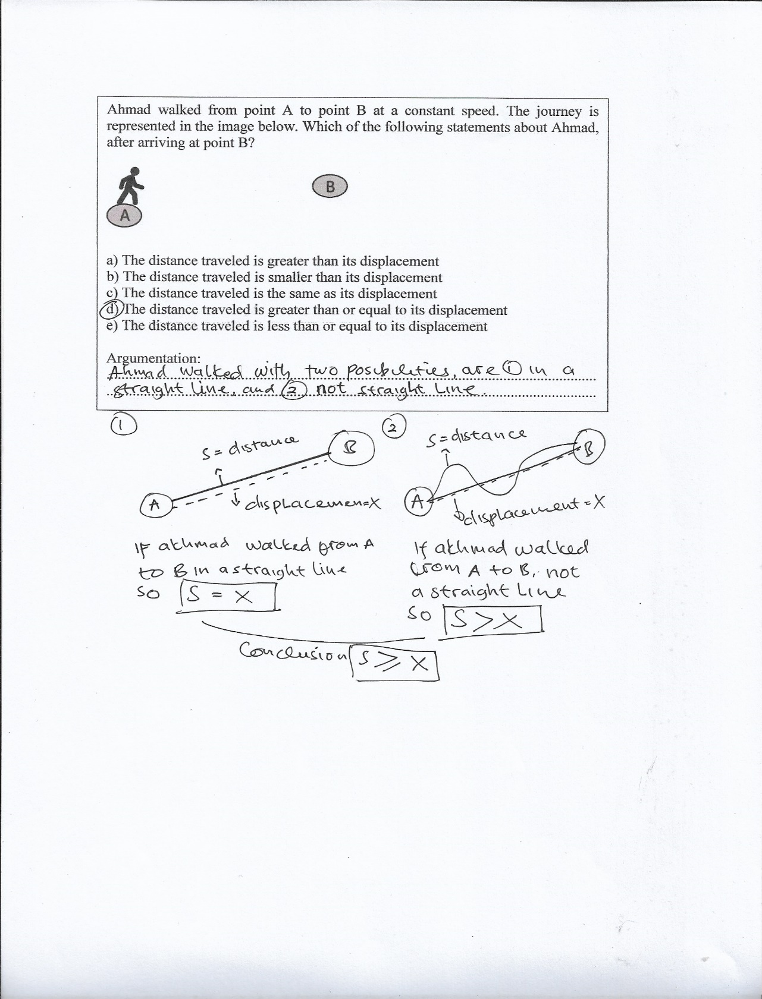 Ahmad walked from point A to point B at a constant speed. The journey is
represented in the image below. Which of the following statements about Ahmad,
after arriving at point B?
B
A
a) The distance traveled is greater than its displacement
b) The distance traveled is smaller than its displacement
c) The distance traveled is the same as its displacement
d) The distance traveled is greater than or equal to its displacement
e) The distance traveled is less than or equal to its displacement
Argumentation:
Ahmad walked with two posibilities, are ① in a
straight line, and ② not straight Line.
①
S = distance
B
A
displacemen=X
If akhmad walked from A
to B in a straight line
so S = X
②
S = distance
B
A
displacement = X
If akhmad walked
from A to B, not
a straight Line
so S > X
Conclusion S ≥ X